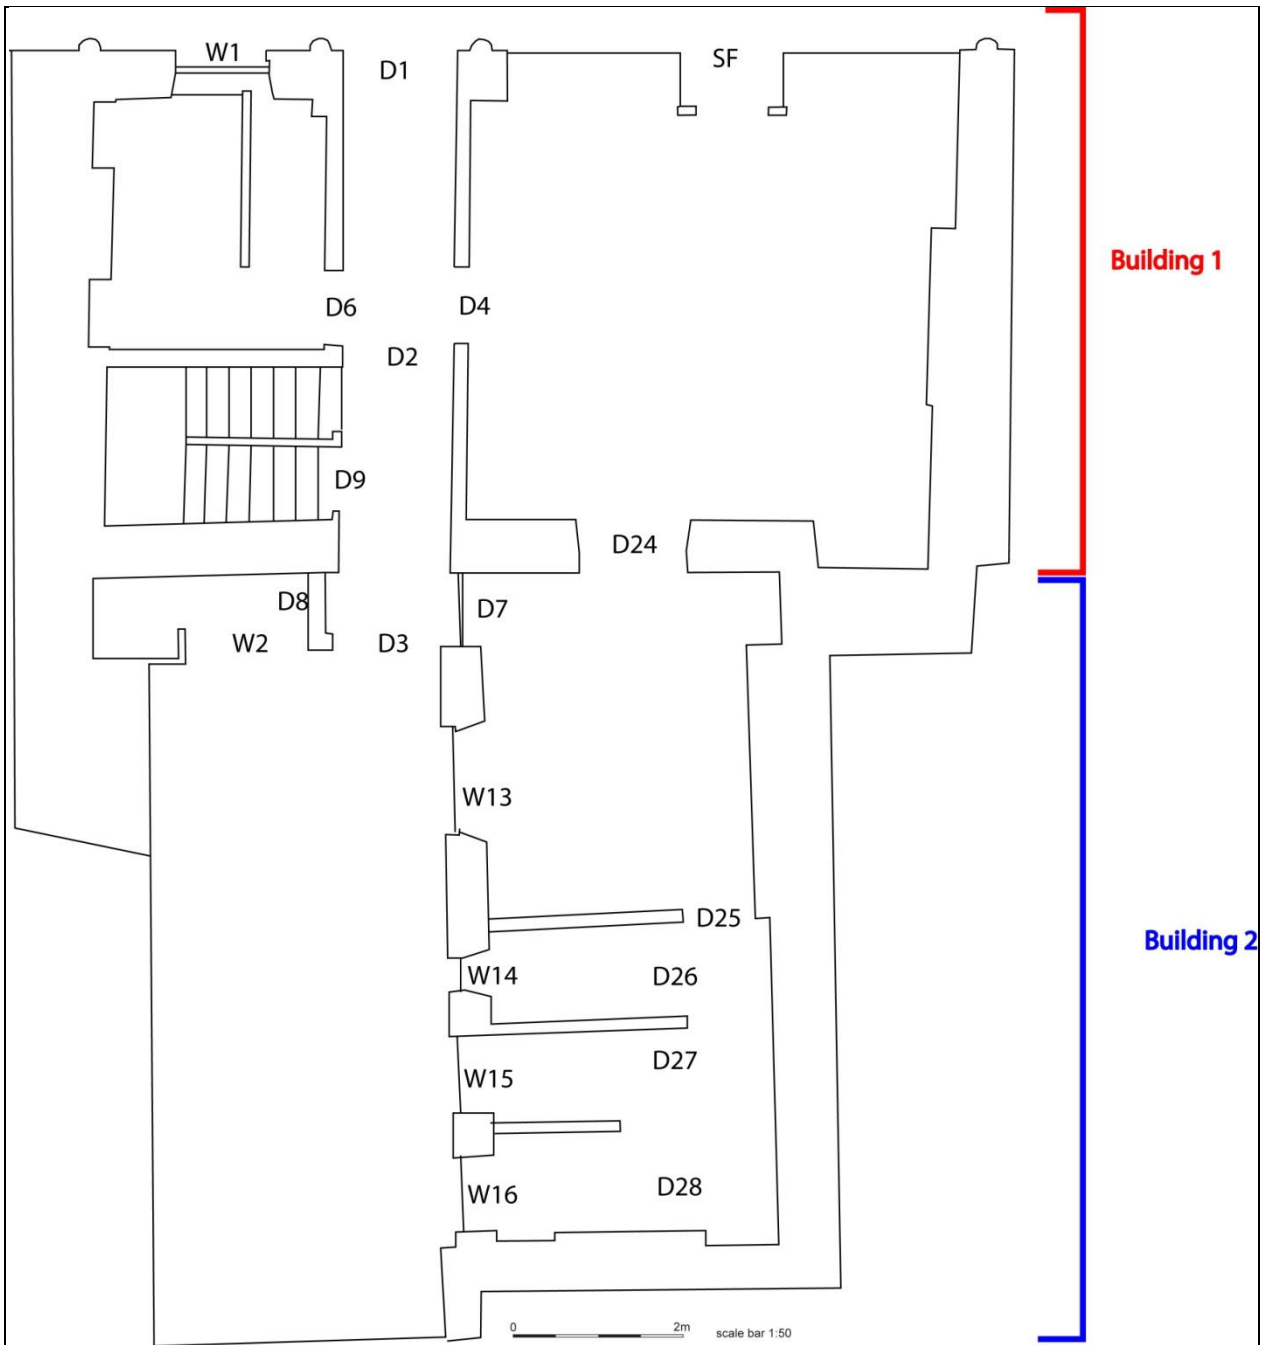 W1
D1
SF
Building 1
D6
D4
D2
D9
D24
D8
D7
W2
D3
W13
D25
Building 2
W14
D26
D27
W15
D28
W16
0
2m
scale bar 1:50